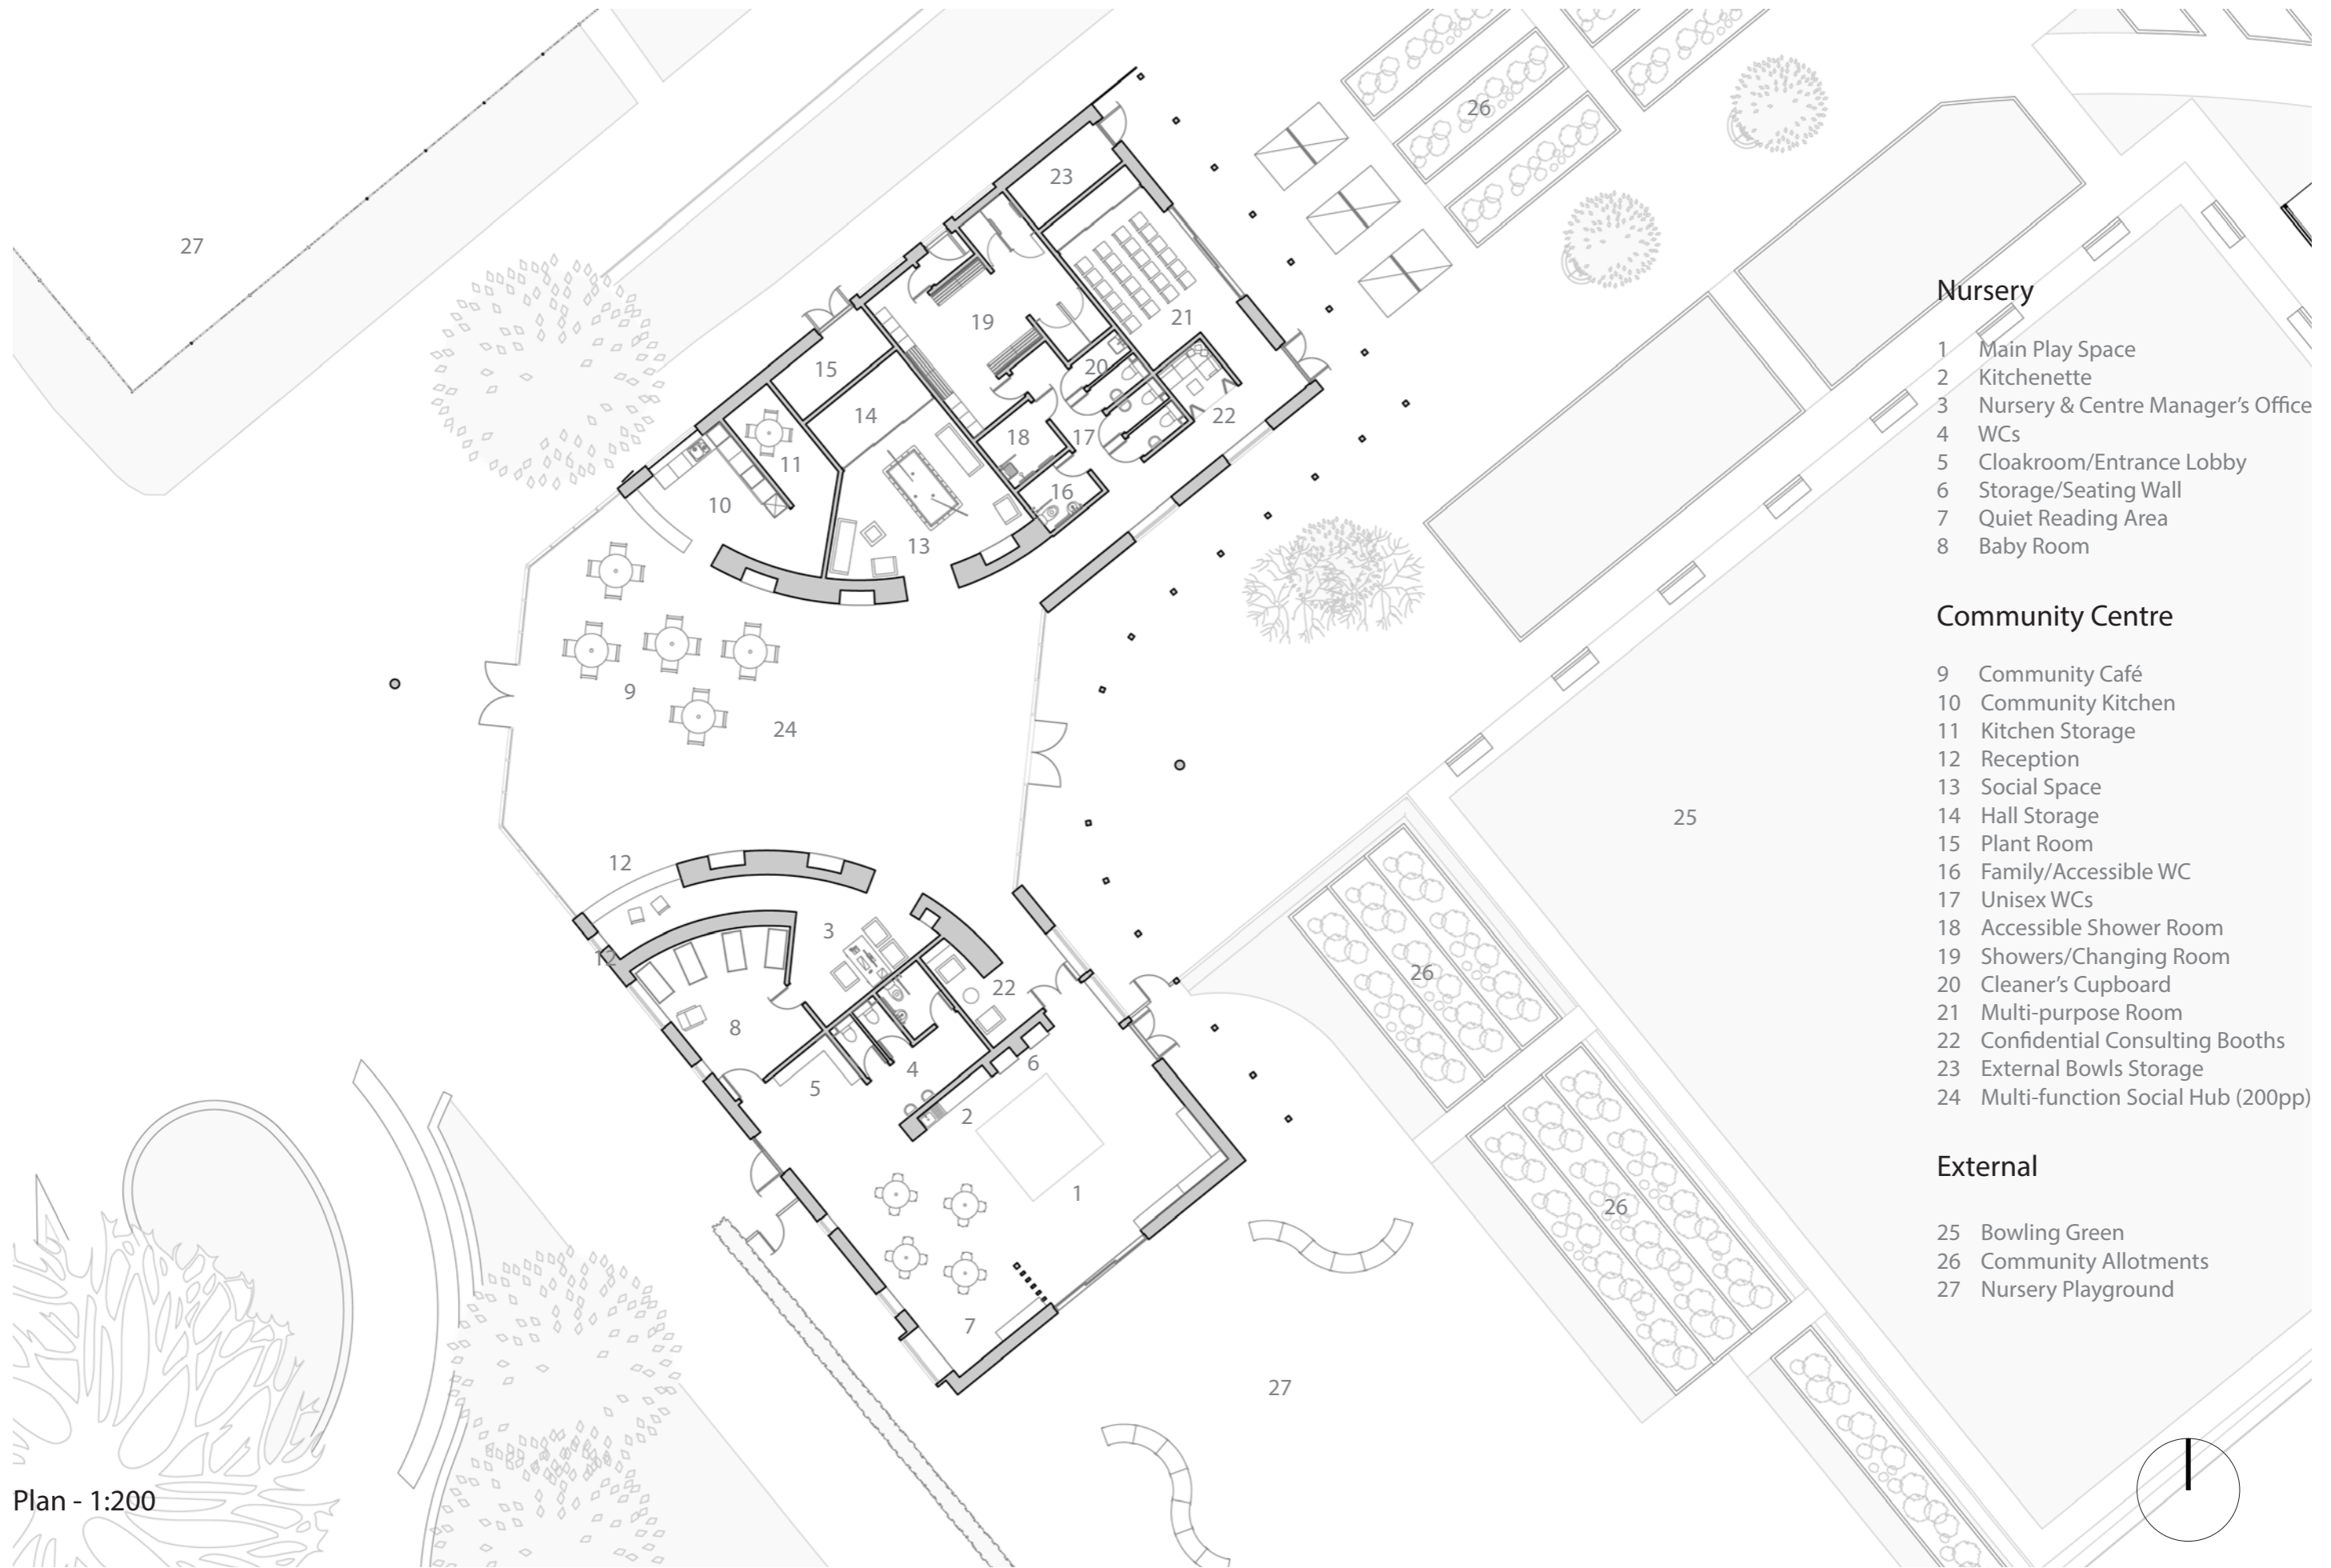 26
23
27
21
19
20
15
14
22
18
17
11
16
10
13
9
24
12
3
12
22
8
6
4
5
2
1
7
25
26
26
27
Nursery
1 Main Play Space
2 Kitchenette
3 Nursery & Centre Manager’s Office
4 WCs
5 Cloakroom/Entrance Lobby
6 Storage/Seating Wall
7 Quiet Reading Area
8 Baby Room
Community Centre
9 Community Café
10 Community Kitchen
11 Kitchen Storage
12 Reception
13 Social Space
14 Hall Storage
15 Plant Room
16 Family/Accessible WC
17 Unisex WCs
18 Accessible Shower Room
19 Showers/Changing Room
20 Cleaner’s Cupboard
21 Multi-purpose Room
22 Confidential Consulting Booths
23 External Bowls Storage
24 Multi-function Social Hub (200pp)
External
25 Bowling Green
26 Community Allotments
27 Nursery Playground
Plan - 1:200